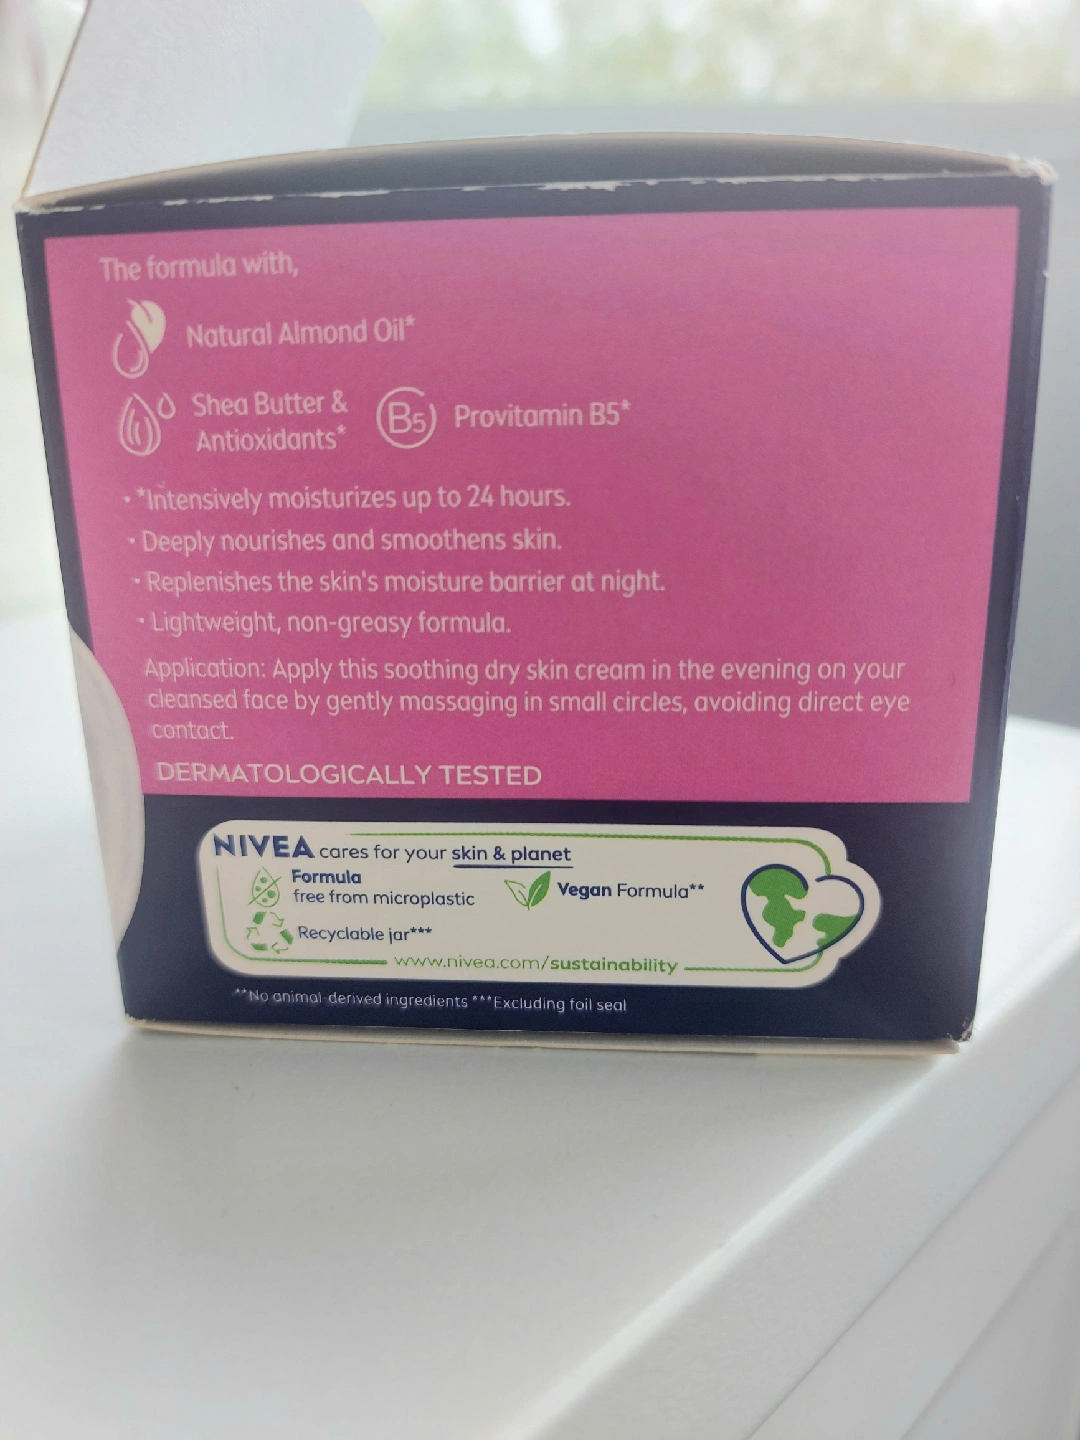 The formula with,
Natural Almond Oil*
Shea Butter &
Antioxidants*
B5
Provitamin B5*
• *Intensively moisturizes up to 24 hours.
• Deeply nourishes and smoothens skin.
• Replenishes the skin's moisture barrier at night.
• Lightweight, non-greasy formula.
Application: Apply this soothing dry skin cream in the evening on your
cleansed face by gently massaging in small circles, avoiding direct eye
contact.
DERMATOLOGICALLY TESTED
NIVEA cares for your skin & planet
Formula
free from microplastic
Vegan Formula**
Recyclable jar***
www.nivea.com/sustainability
**No animal-derived ingredients ***Excluding foil seal